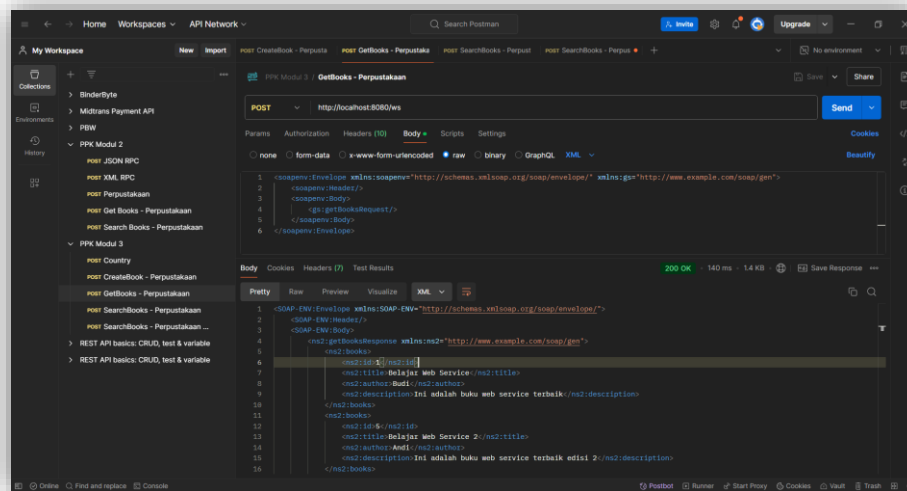 Home Workspaces API Network Search Postman Invite Upgrade
My Workspace New Import POST CreateBook - Perpusta POST GetBooks - Perpustaka POST SearchBooks - Perpust POST SearchBooks - Perpus + No environment
Collections
Environments
History
BinderByte
Midtrans Payment API
PBW
PPK Modul 2
POST JSON RPC
POST XML RPC
POST Perpustakaan
POST Get Books - Perpustakaan
POST Search Books - Perpustakaan
PPK Modul 3
POST Country
POST CreateBook - Perpustakaan
POST GetBooks - Perpustakaan
POST SearchBooks - Perpustakaan
POST SearchBooks - Perpustakaan ...
REST API basics: CRUD, test & variable
REST API basics: CRUD, test & variable
PPK Modul 3 / GetBooks - Perpustakaan Save Share
POST http://localhost:8080/ws Send
Params Authorization Headers (10) Body Scripts Settings Cookies
none form-data x-www-form-urlencoded raw binary GraphQL XML Beautify
1 <soapenv:Envelope xmlns:soapenv="http://schemas.xmlsoap.org/soap/envelope/" xmlns:gs="http://www.example.com/soap/gen">
2 <soapenv:Header/>
3 <soapenv:Body>
4 <gs:getBooksRequest/>
5 </soapenv:Body>
6 </soapenv:Envelope>
Body Cookies Headers (7) Test Results 200 OK 140 ms 1.4 KB Save Response
Pretty Raw Preview Visualize XML
1 <SOAP-ENV:Envelope xmlns:SOAP-ENV="http://schemas.xmlsoap.org/soap/envelope/">
2 <SOAP-ENV:Header/>
3 <SOAP-ENV:Body>
4 <ns2:getBooksResponse xmlns:ns2="http://www.example.com/soap/gen">
5 <ns2:books>
6 <ns2:id>1</ns2:id>
7 <ns2:title>Belajar Web Service</ns2:title>
8 <ns2:author>Budi</ns2:author>
9 <ns2:description>Ini adalah buku web service terbaik</ns2:description>
10 </ns2:books>
11 <ns2:books>
12 <ns2:id>5</ns2:id>
13 <ns2:title>Belajar Web Service 2</ns2:title>
14 <ns2:author>Andi</ns2:author>
15 <ns2:description>Ini adalah buku web service terbaik edisi 2</ns2:description>
16 </ns2:books>
Online Find and replace Console Postbot Runner Start Proxy Cookies Vault Trash